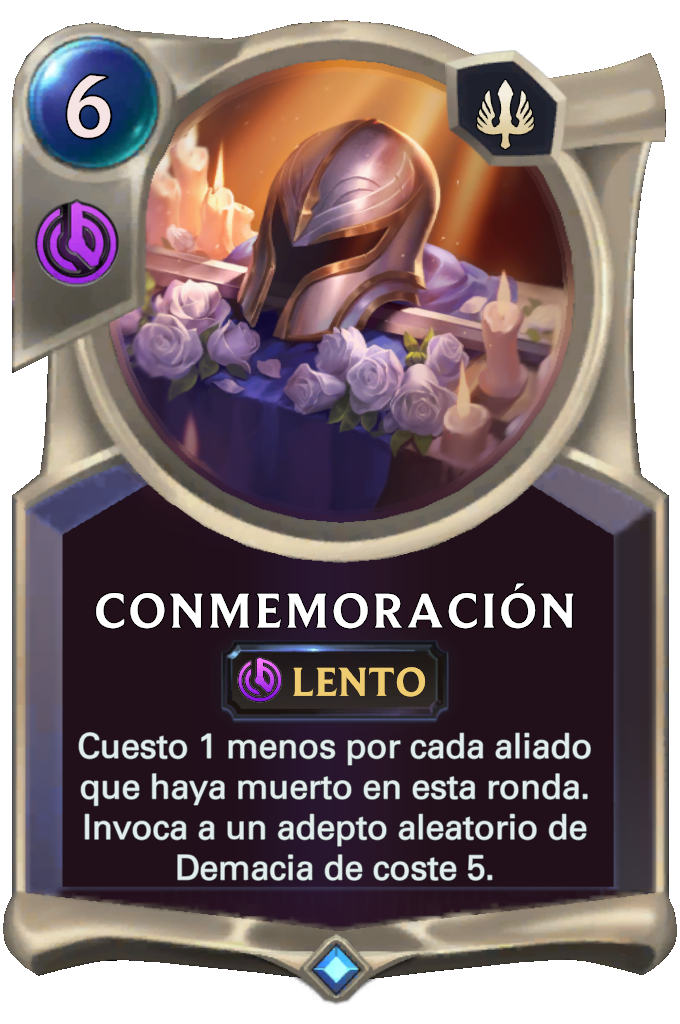 6
CONMEMORACIÓN
LENTO
Cuesto 1 menos por cada aliado
que haya muerto en esta ronda.
Invoca a un adepto aleatorio de
Demacia de coste 5.